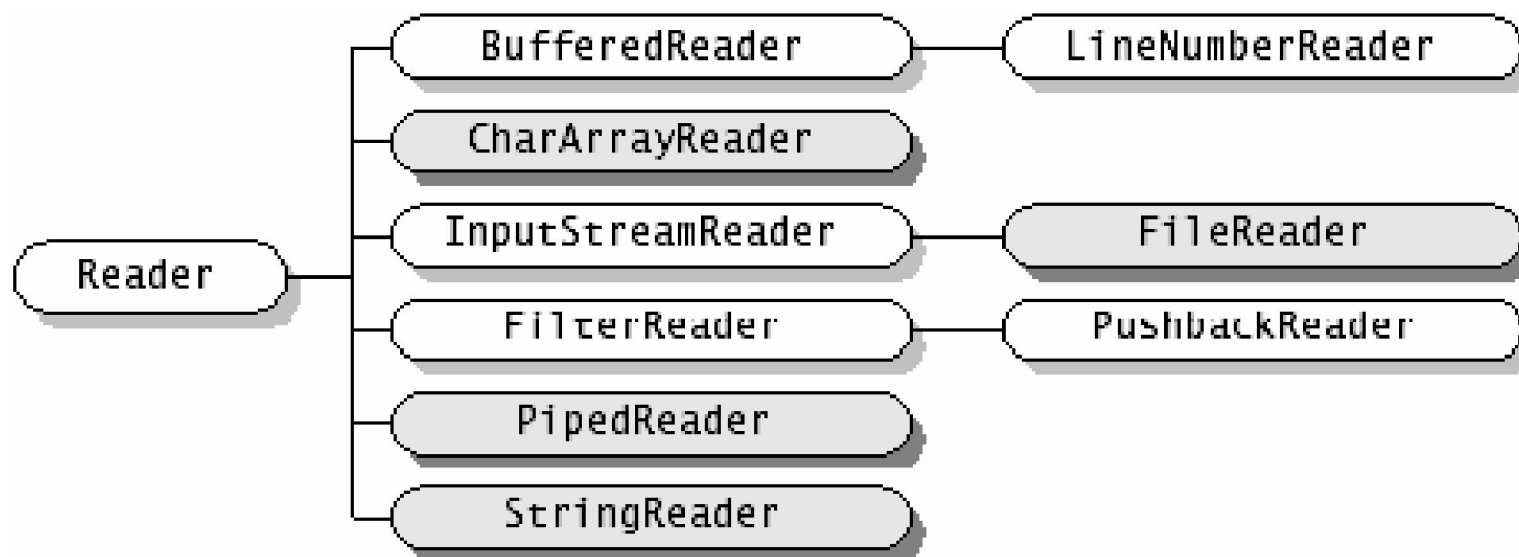 BufferedReader
LineNumberReader
CharArrayReader
InputStreamReader
FileReader
Reader
FilterReader
PushbackReader
PipedReader
StringReader